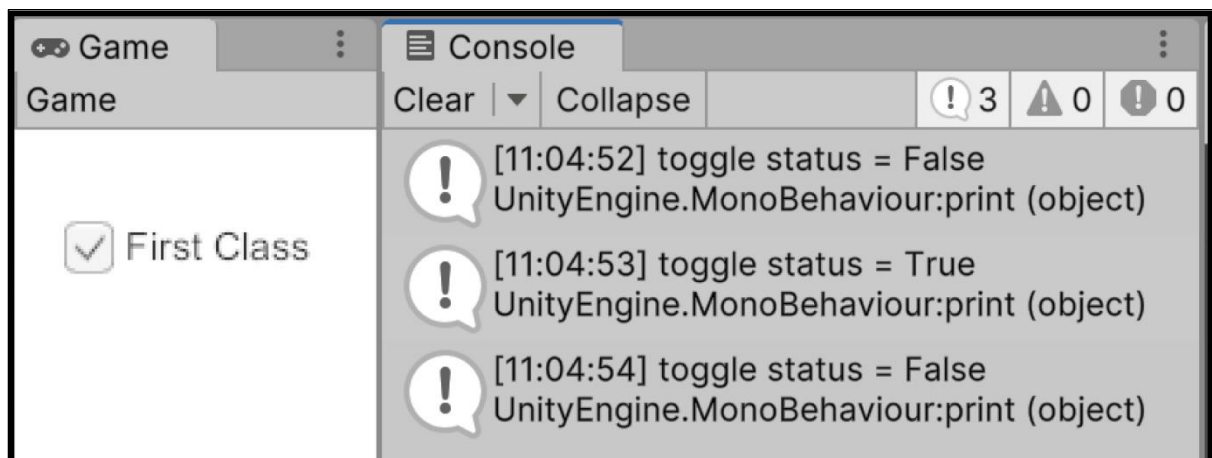 Game
Console
Game
Clear
Collapse
3
0
0
[11:04:52] toggle status = False
UnityEngine.MonoBehaviour:print (object)
First Class
[11:04:53] toggle status = True
UnityEngine.MonoBehaviour:print (object)
[11:04:54] toggle status = False
UnityEngine.MonoBehaviour:print (object)